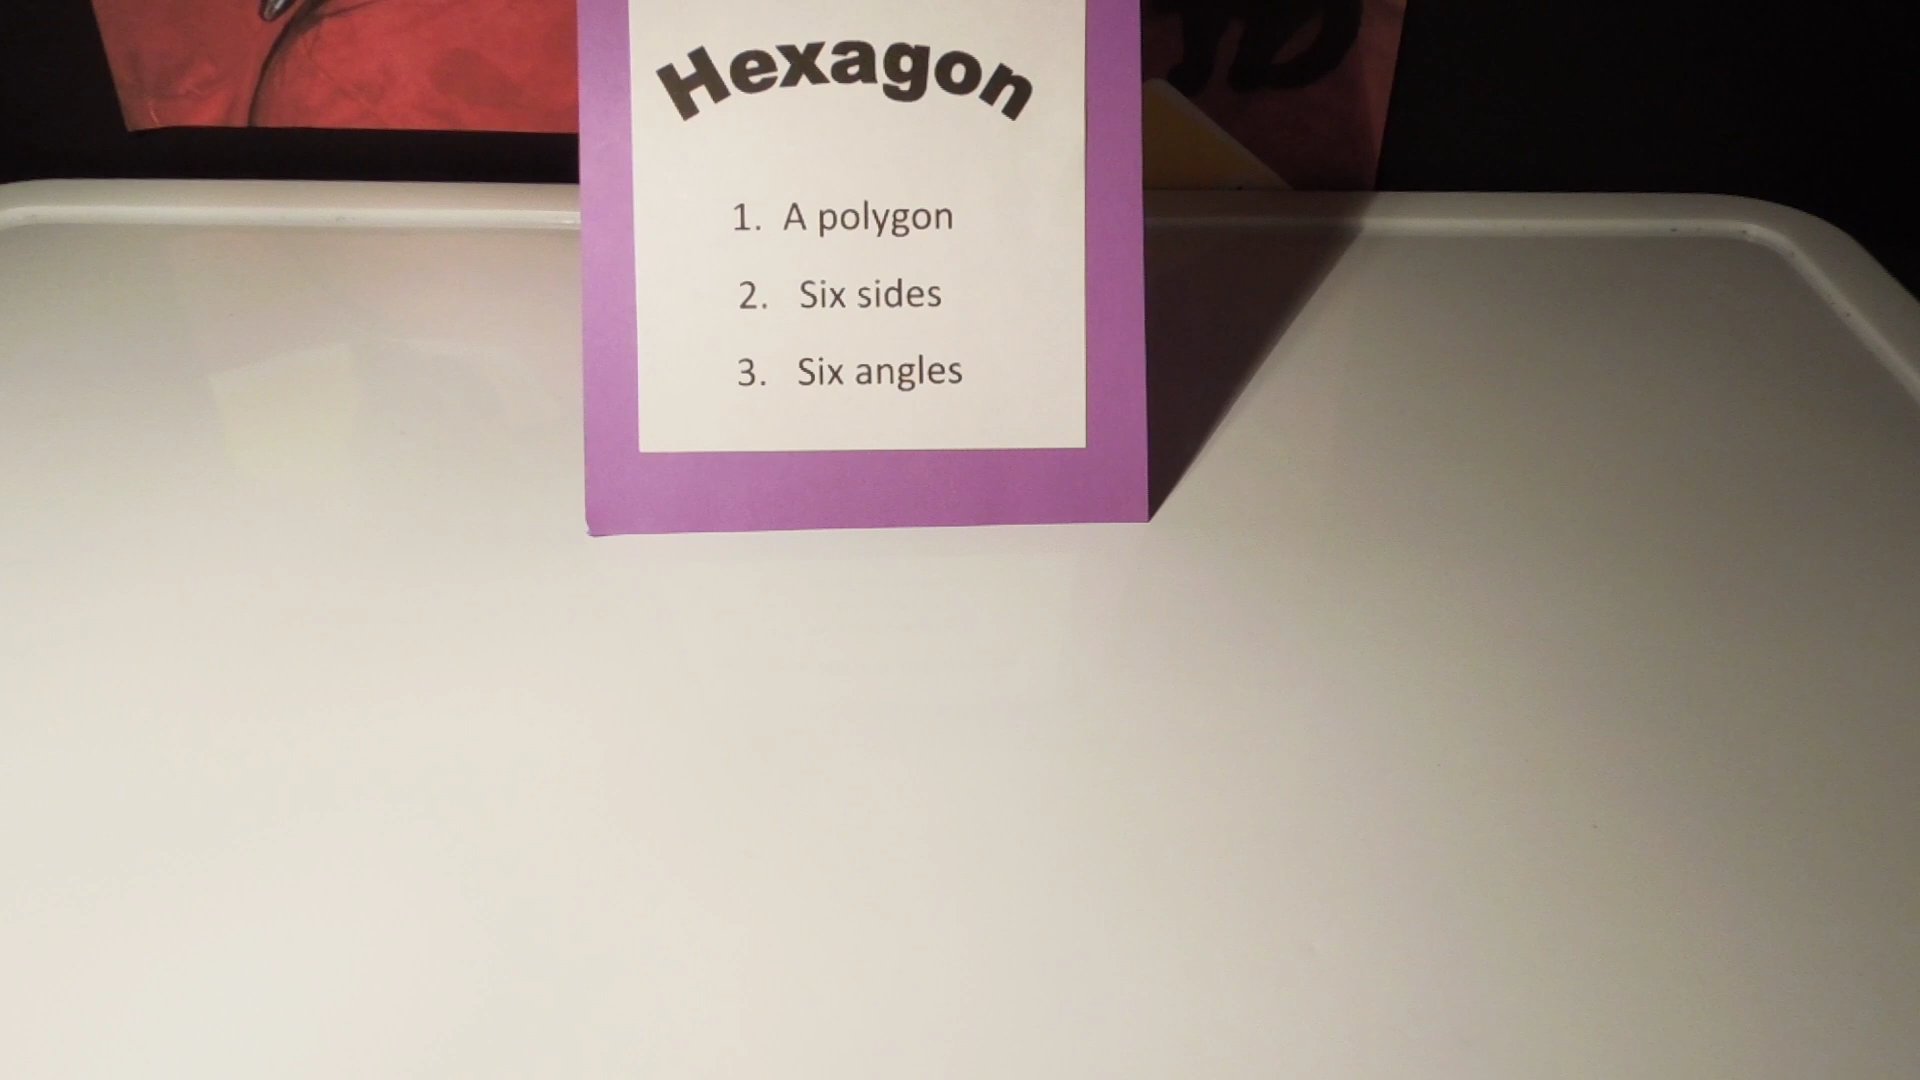 Hexagon
1. A polygon
2. Six sides
3. Six angles